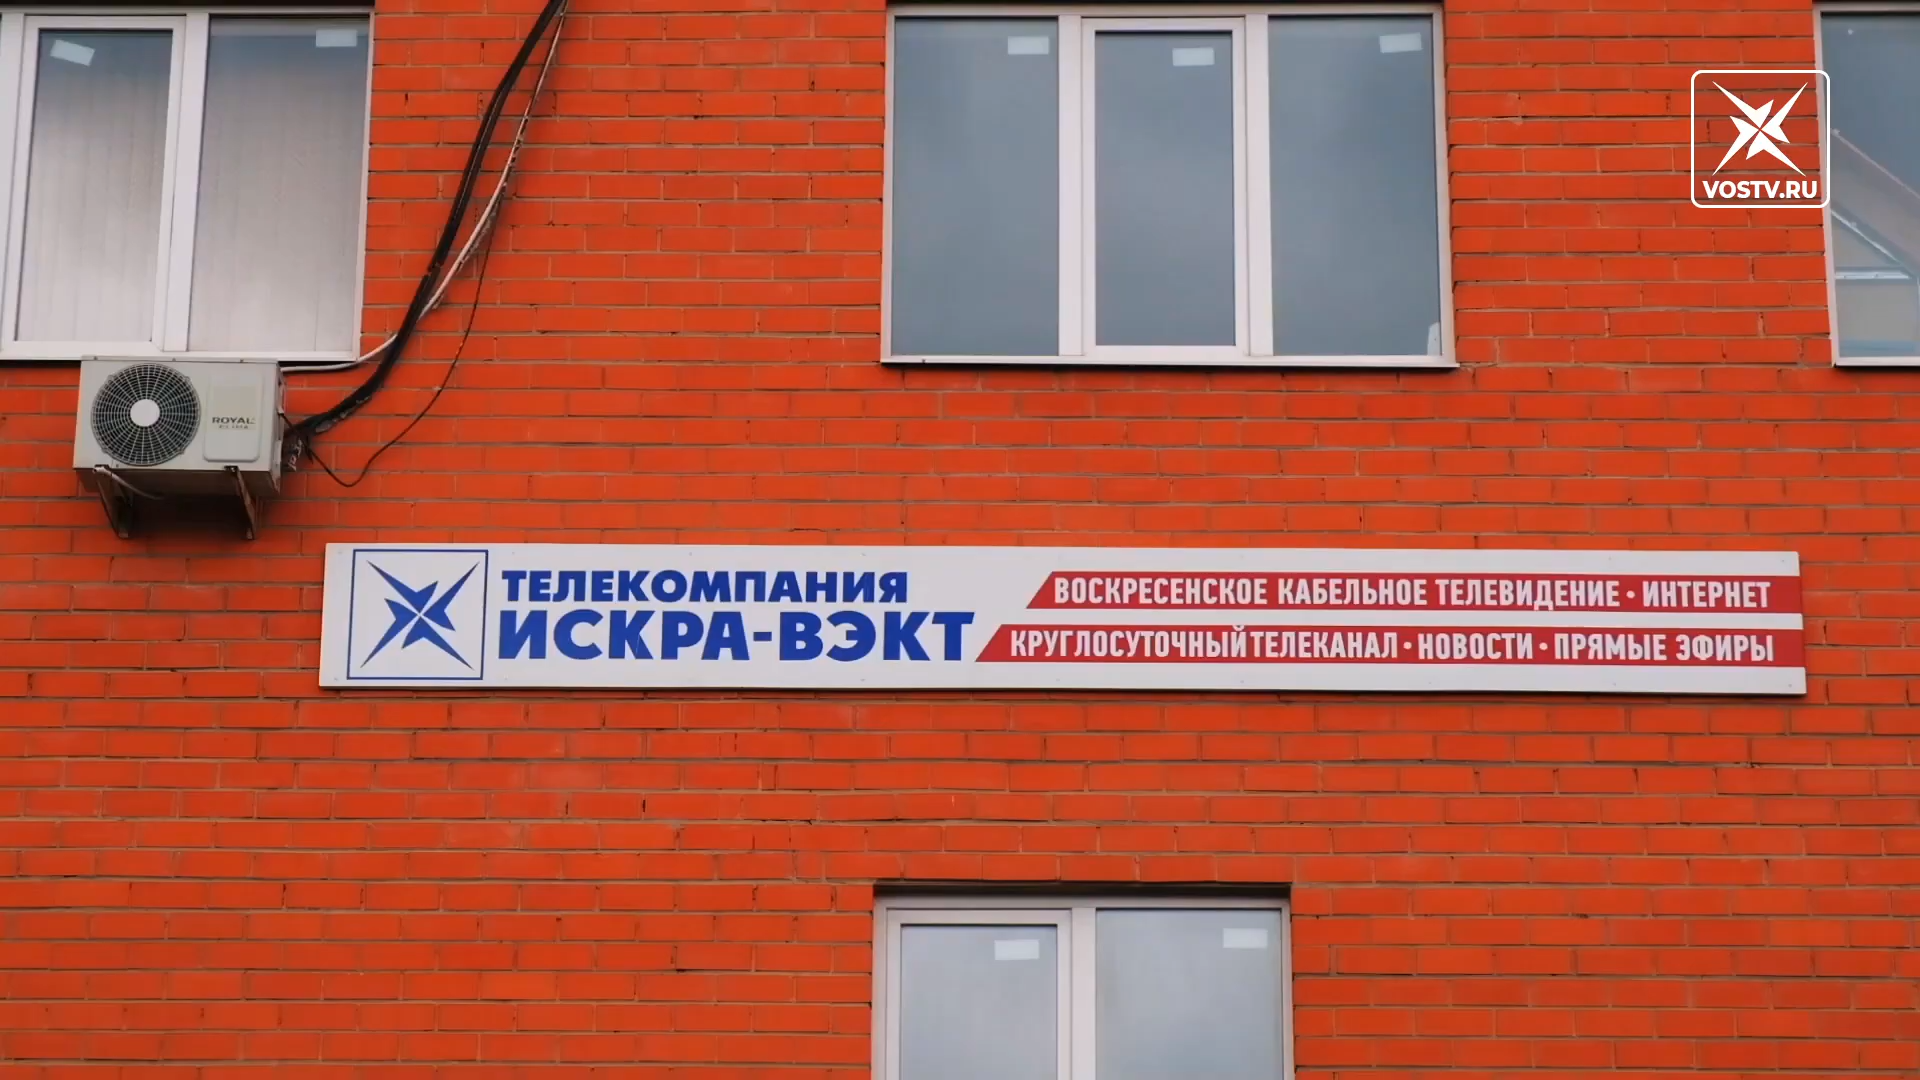 VOSTV.RU
ROYAL
ТЕЛЕКОМПАНИЯ
ИСКРА-ВЭКТ
ВОСКРЕСЕНСКОЕ КАБЕЛЬНОЕ ТЕЛЕВИДЕНИЕ • ИНТЕРНЕТ
КРУГЛОСУТОЧНЫЙ ТЕЛЕКАНАЛ • НОВОСТИ • ПРЯМЫЕ ЭФИРЫ